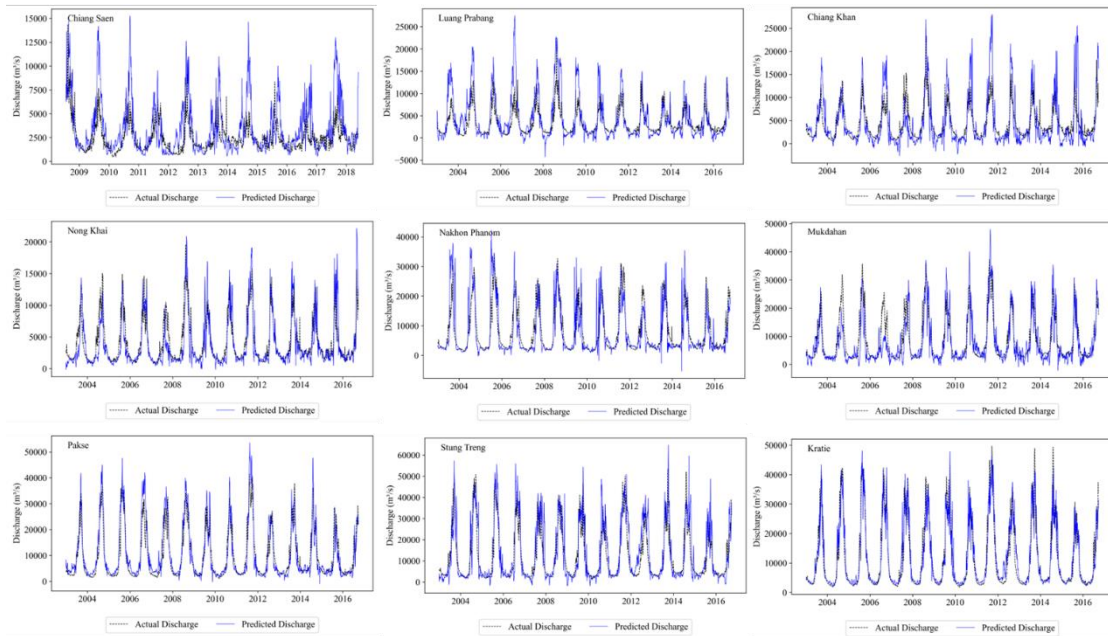 Chiang Saen
Discharge (m³/s)
15000
12500
10000
7500
5000
2500
0
2009 2010 2011 2012 2013 2014 2015 2016 2017 2018
Actual Discharge Predicted Discharge
Luang Prabang
Discharge (m³/s)
25000
20000
15000
10000
5000
0
−5000
2004 2006 2008 2010 2012 2014 2016
Actual Discharge Predicted Discharge
Chiang Khan
Discharge (m³/s)
25000
20000
15000
10000
5000
0
2004 2006 2008 2010 2012 2014 2016
Actual Discharge Predicted Discharge
Nong Khai
Discharge (m³/s)
20000
15000
10000
5000
0
2004 2006 2008 2010 2012 2014 2016
Actual Discharge Predicted Discharge
Nakhon Phanom
Discharge (m³/s)
40000
30000
20000
10000
0
2004 2006 2008 2010 2012 2014 2016
Actual Discharge Predicted Discharge
Mukdahan
Discharge (m³/s)
50000
40000
30000
20000
10000
0
2004 2006 2008 2010 2012 2014 2016
Actual Discharge Predicted Discharge
Pakse
Discharge (m³/s)
50000
40000
30000
20000
10000
0
2004 2006 2008 2010 2012 2014 2016
Actual Discharge Predicted Discharge
Stung Treng
Discharge (m³/s)
60000
50000
40000
30000
20000
10000
0
2004 2006 2008 2010 2012 2014 2016
Actual Discharge Predicted Discharge
Kratie
Discharge (m³/s)
50000
40000
30000
20000
10000
0
2004 2006 2008 2010 2012 2014 2016
Actual Discharge Predicted Discharge